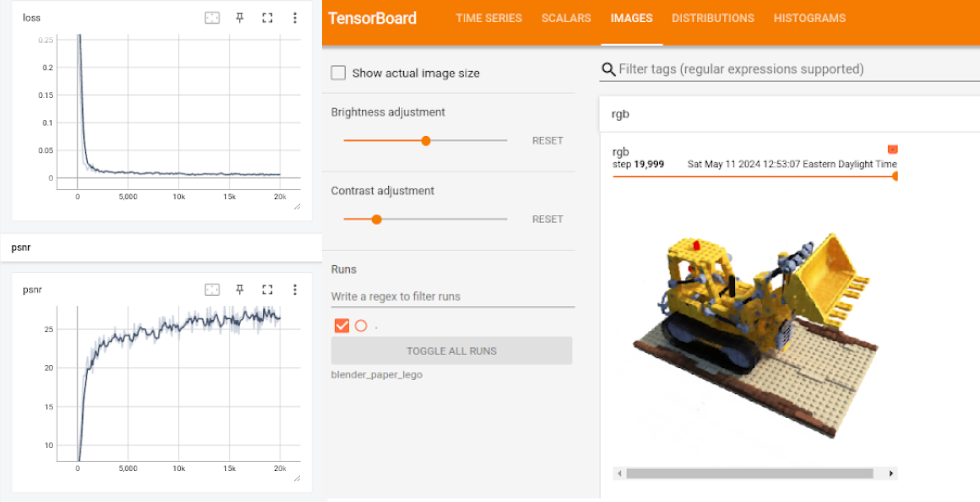 loss
0.25
0.2
0.15
0.1
0.05
0
0 5,000 10k 15k 20k
psnr
psnr
25
20
15
10
0 5,000 10k 15k 20k
TensorBoard TIME SERIES SCALARS IMAGES DISTRIBUTIONS HISTOGRAMS
Show actual image size
Brightness adjustment
RESET
Contrast adjustment
RESET
Runs
Write a regex to filter runs
.
TOGGLE ALL RUNS
blender_paper_lego
Filter tags (regular expressions supported)
rgb
rgb
step 19,999 Sat May 11 2024 12:53:07 Eastern Daylight Time